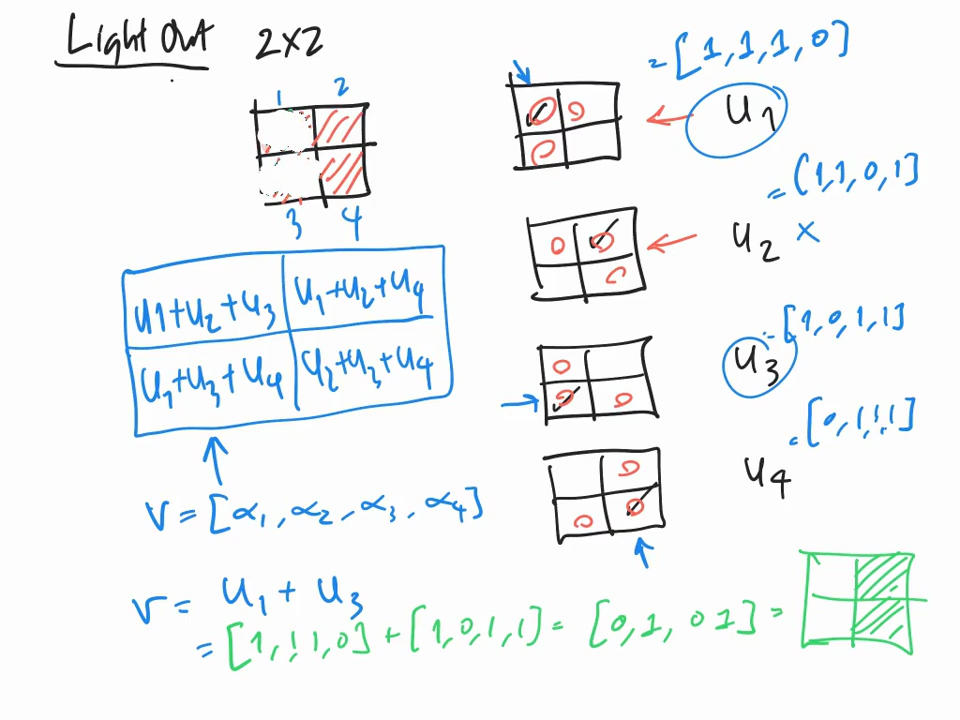 Light Out 2x2
= [1,1,1,0]
1 2
u1
= [1,1,0,1]
3 4
u2 x
u1+u2+u3 u1+u2+u4
= [1,0,1,1]
u3
u1+u3+u4 u2+u3+u4
= [0,1,1,1]
u4
v = [α1, α2, α3, α4]
v = u1 + u3
= [1,1,1,0] + [1,0,1,1] = [0,1,0 1] =